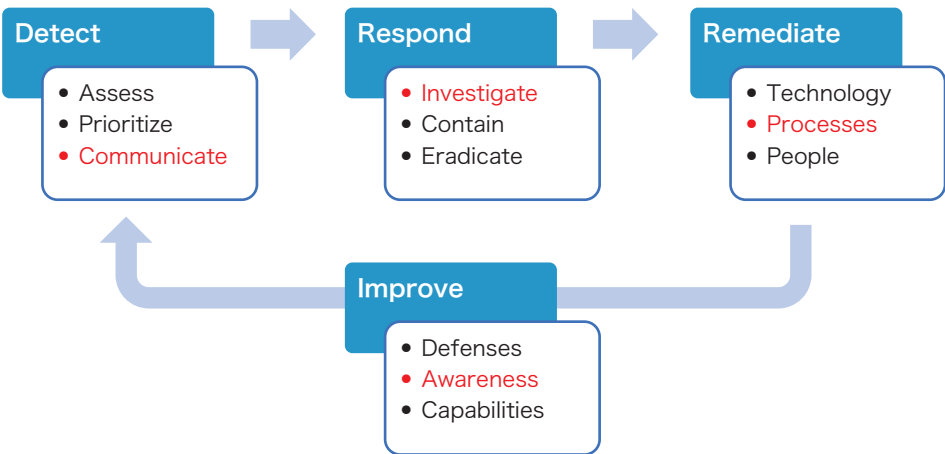 Detect
• Assess
• Prioritize
• Communicate
Respond
• Investigate
• Contain
• Eradicate
Remediate
• Technology
• Processes
• People
Improve
• Defenses
• Awareness
• Capabilities